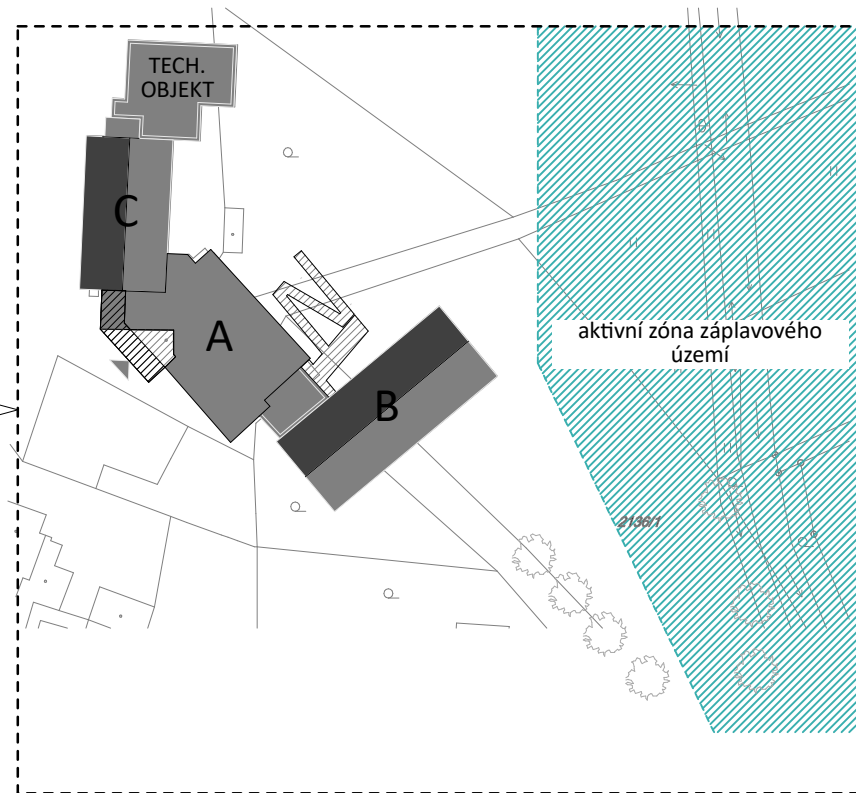 TECH.
OBJEKT
C
A
B
aktivní zóna záplavového
území
2136/1